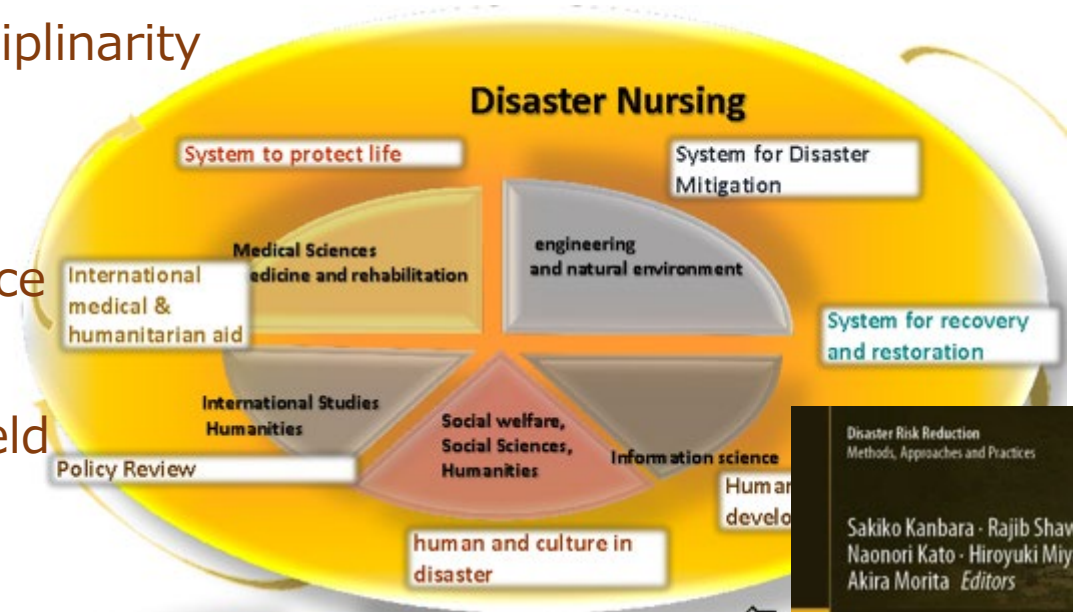 iplinarity
Disaster Nursing
System to protect life
System for Disaster
Mitigation
Medical Sciences
edicine and rehabilitation
engineering
and natural environment
ce
International
medical &
humanitarian aid
System for recovery
and restoration
International Studies
Humanities
Social welfare,
Social Sciences,
Humanities
eld
Policy Review
Information science
Human
develo
human and culture in
disaster
Disaster Risk Reduction
Methods, Approaches and Practices
Sakiko Kanbara · Rajib Shaw
Naonori Kato · Hiroyuki Miy
Akira Morita Editors